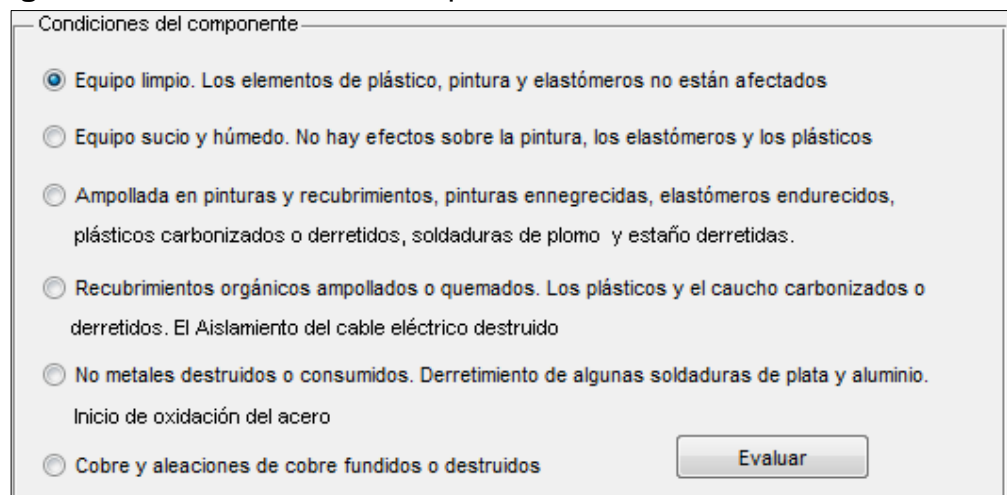 Condiciones del componente
Equipo limpio. Los elementos de plástico, pintura y elastómeros no están afectados
Equipo sucio y húmedo. No hay efectos sobre la pintura, los elastómeros y los plásticos
Ampollada en pinturas y recubrimientos, pinturas ennegrecidas, elastómeros endurecidos,
plásticos carbonizados o derretidos, soldaduras de plomo y estaño derretidas.
Recubrimientos orgánicos ampollados o quemados. Los plásticos y el caucho carbonizados o
derretidos. El Aislamiento del cable eléctrico destruido
No metales destruidos o consumidos. Derretimiento de algunas soldaduras de plata y aluminio.
Inicio de oxidación del acero
Cobre y aleaciones de cobre fundidos o destruidos
Evaluar